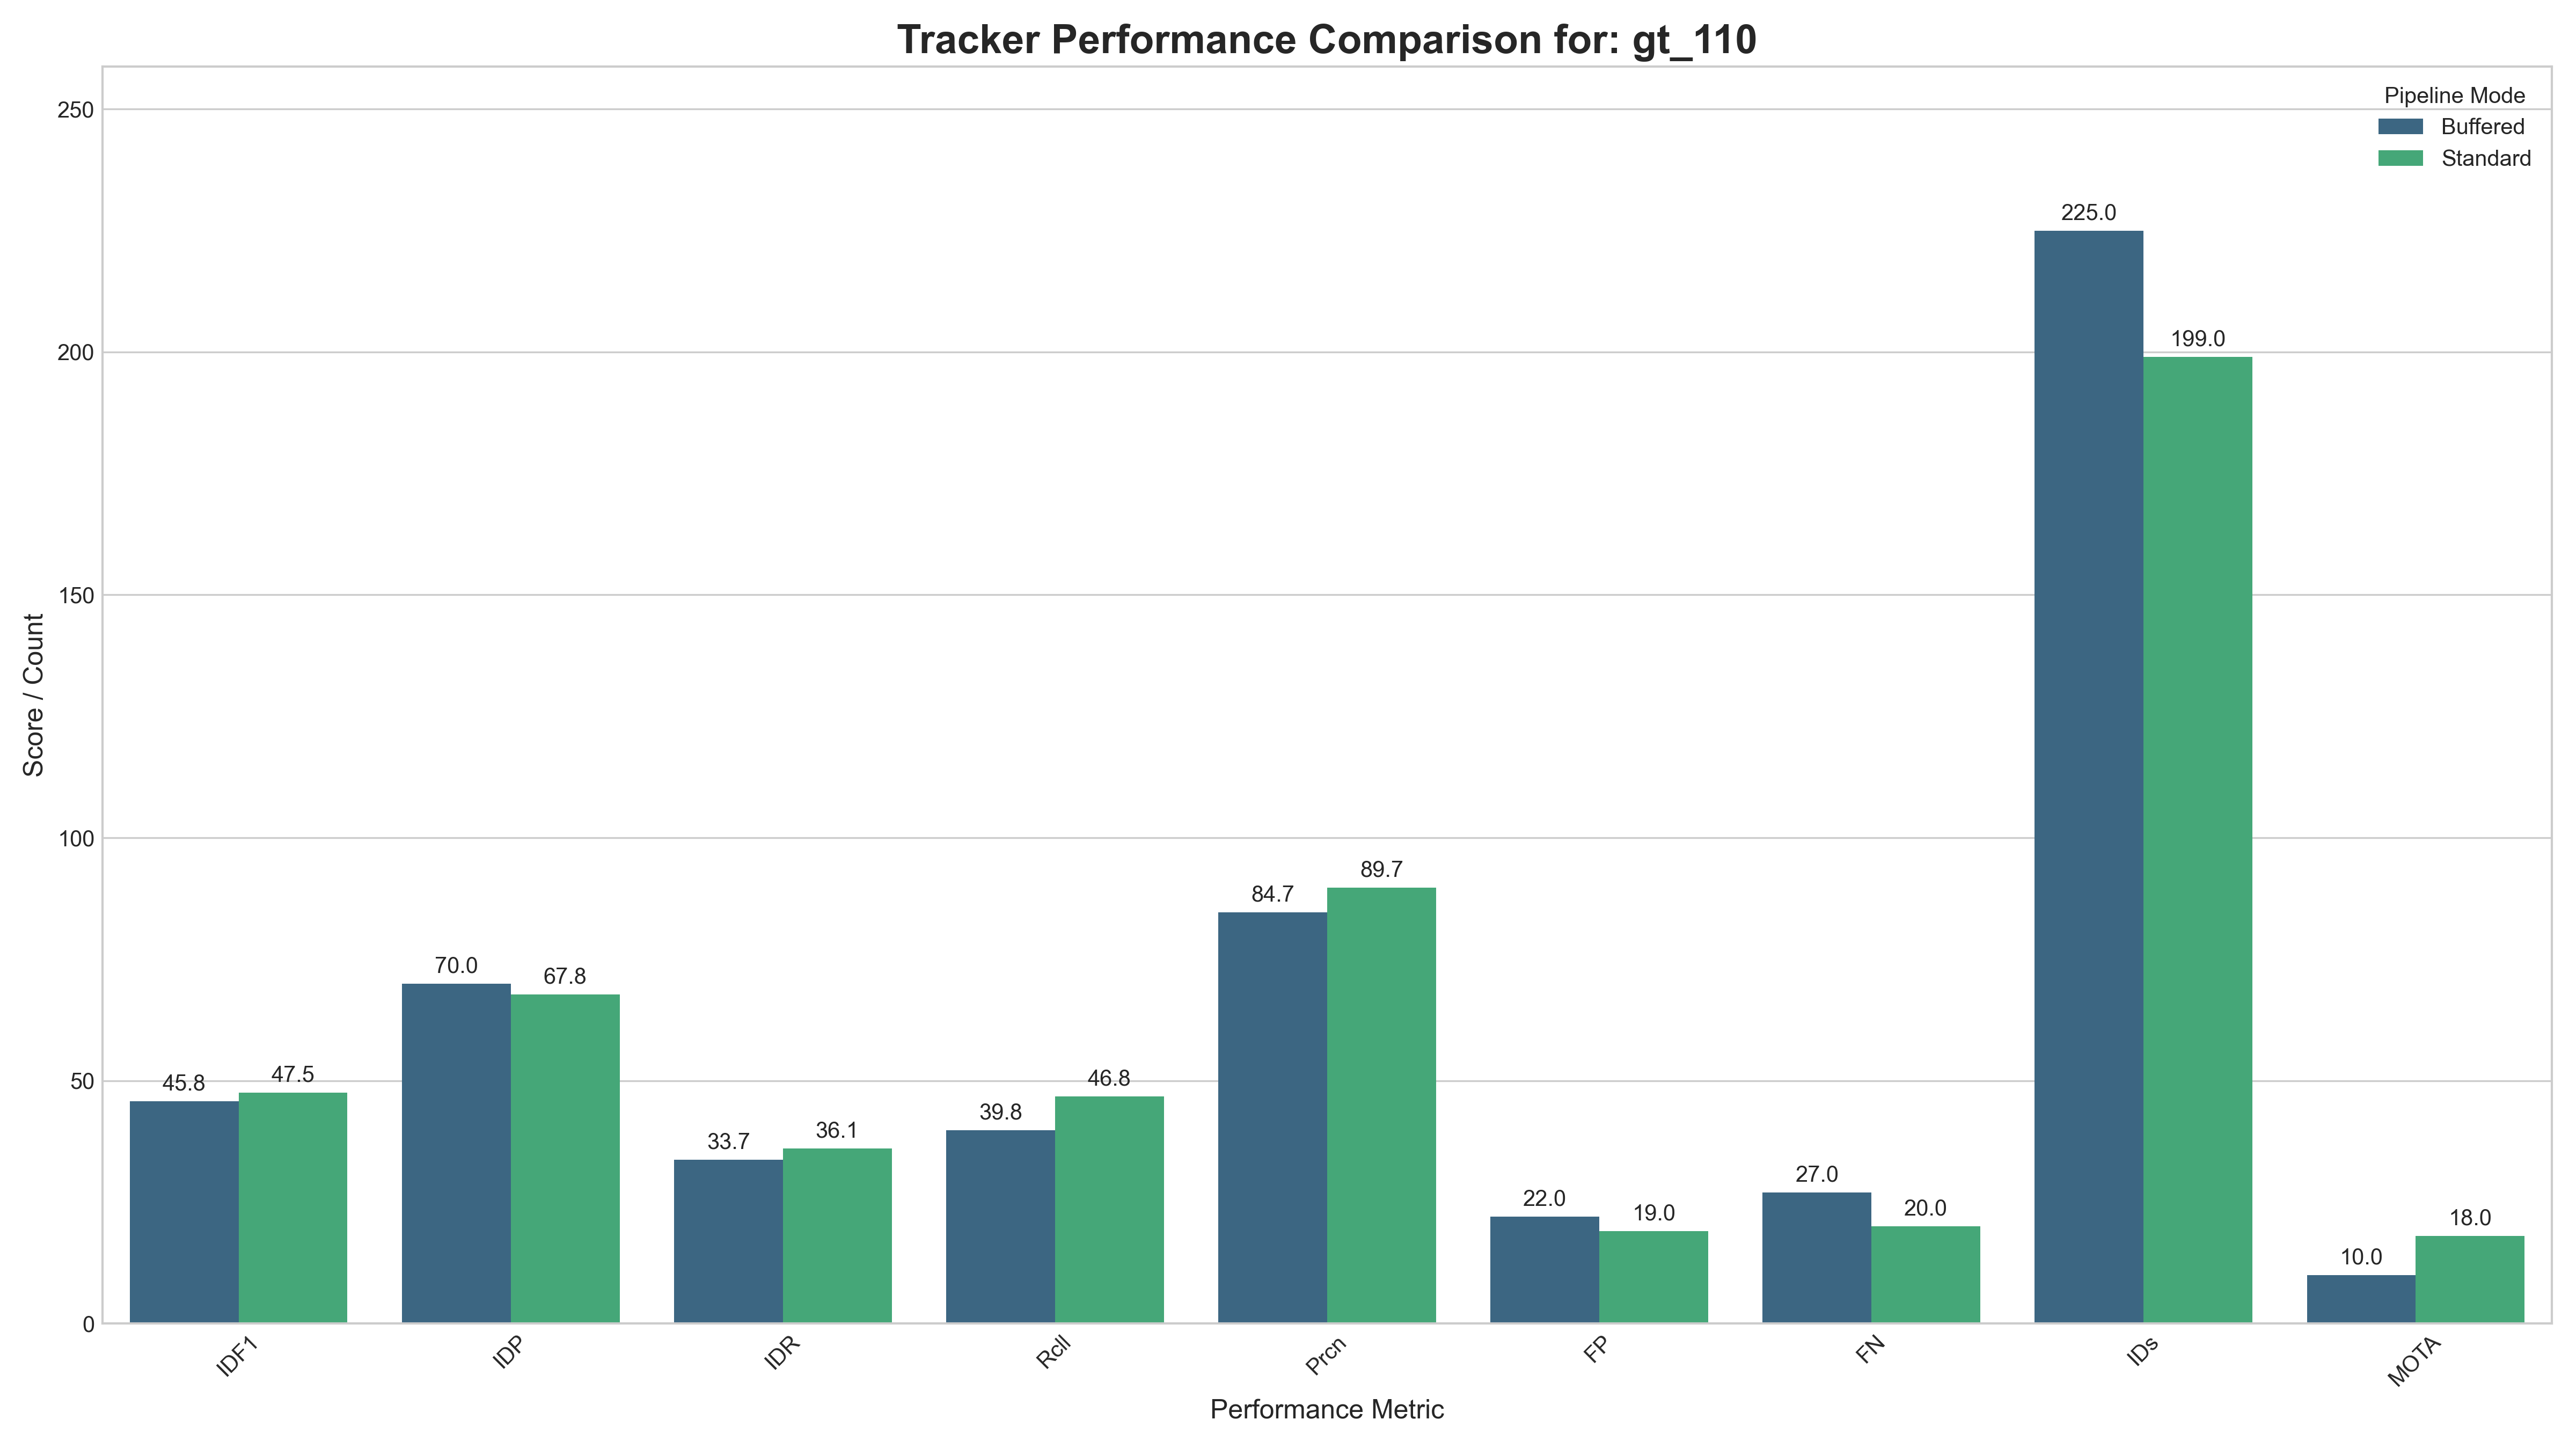 Tracker Performance Comparison for: gt_110
Pipeline Mode
Buffered
Standard
Score / Count
250
200
150
100
50
0
45.8
47.5
70.0
67.8
33.7
36.1
39.8
46.8
84.7
89.7
22.0
19.0
27.0
20.0
225.0
199.0
10.0
18.0
IDF1
IDP
IDR
Rcll
Prcn
FP
FN
IDs
MOTA
Performance Metric